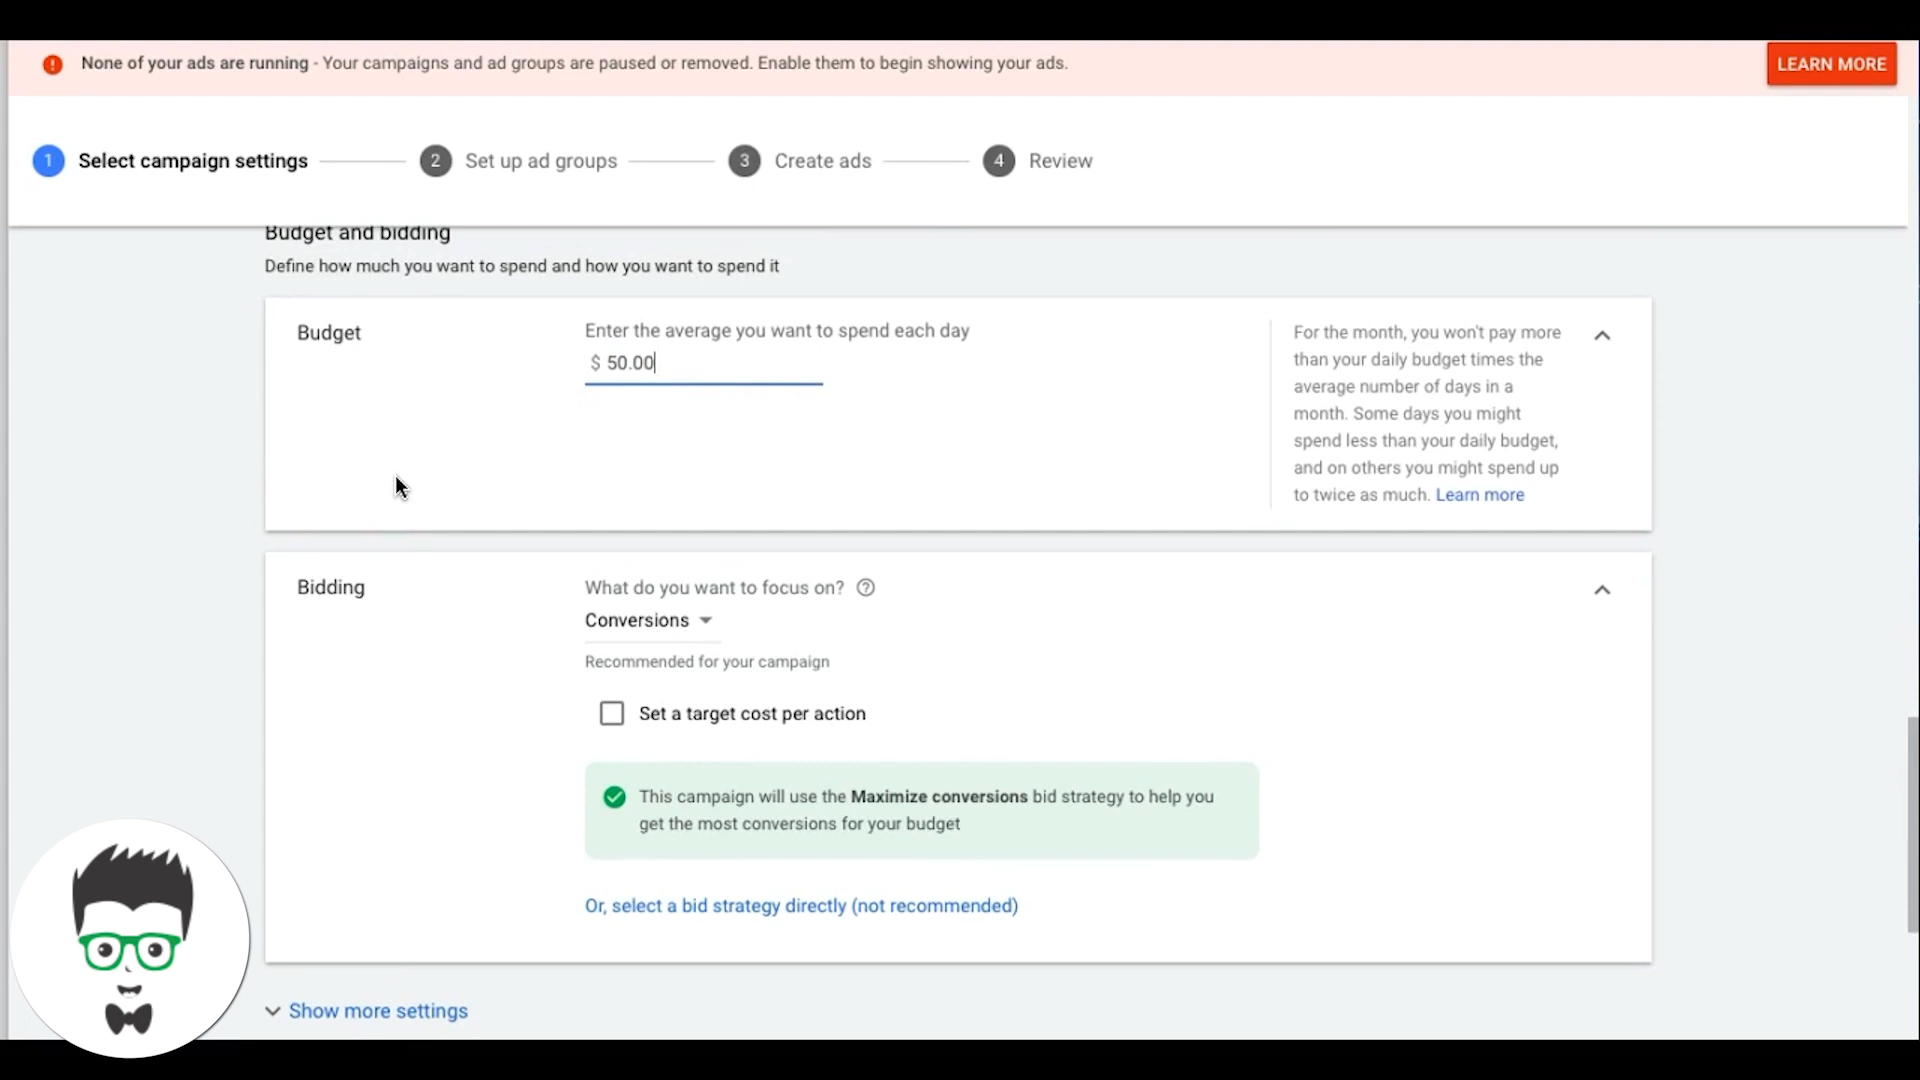 None of your ads are running - Your campaigns and ad groups are paused or removed. Enable them to begin showing your ads.
LEARN MORE
1 Select campaign settings
2 Set up ad groups
3 Create ads
4 Review
Budget and bidding
Define how much you want to spend and how you want to spend it
Budget
Enter the average you want to spend each day
$ 50.00
For the month, you won't pay more
than your daily budget times the
average number of days in a
month. Some days you might
spend less than your daily budget,
and on others you might spend up
to twice as much. Learn more
Bidding
What do you want to focus on?
Conversions
Recommended for your campaign
Set a target cost per action
This campaign will use the Maximize conversions bid strategy to help you
get the most conversions for your budget
Or, select a bid strategy directly (not recommended)
Show more settings